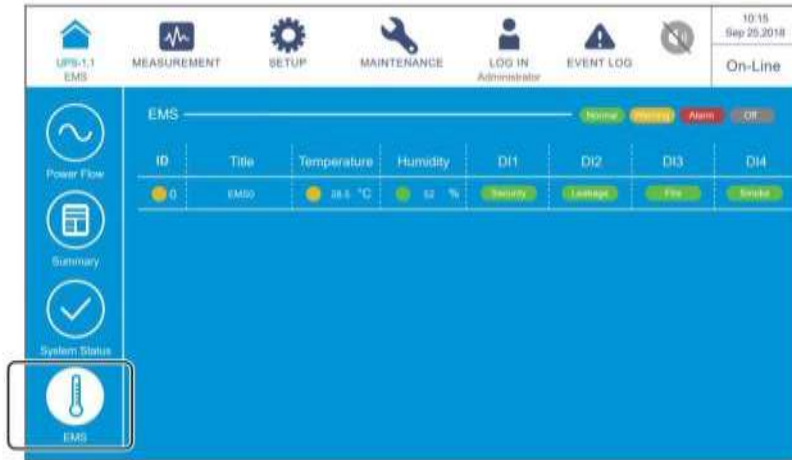 10:15
Sep 25,2018
On-Line
UPS-1.1
EMS
MEASUREMENT
SETUP
MAINTENANCE
LOG IN
Administrator
EVENT LOG
Power Flow
Summary
System Status
EMS
EMS
Normal Warning Alarm Off
ID Title Temperature Humidity DI1 DI2 DI3 DI4
0 EMS0 °C 52 % Security Leakage Fire Smoke